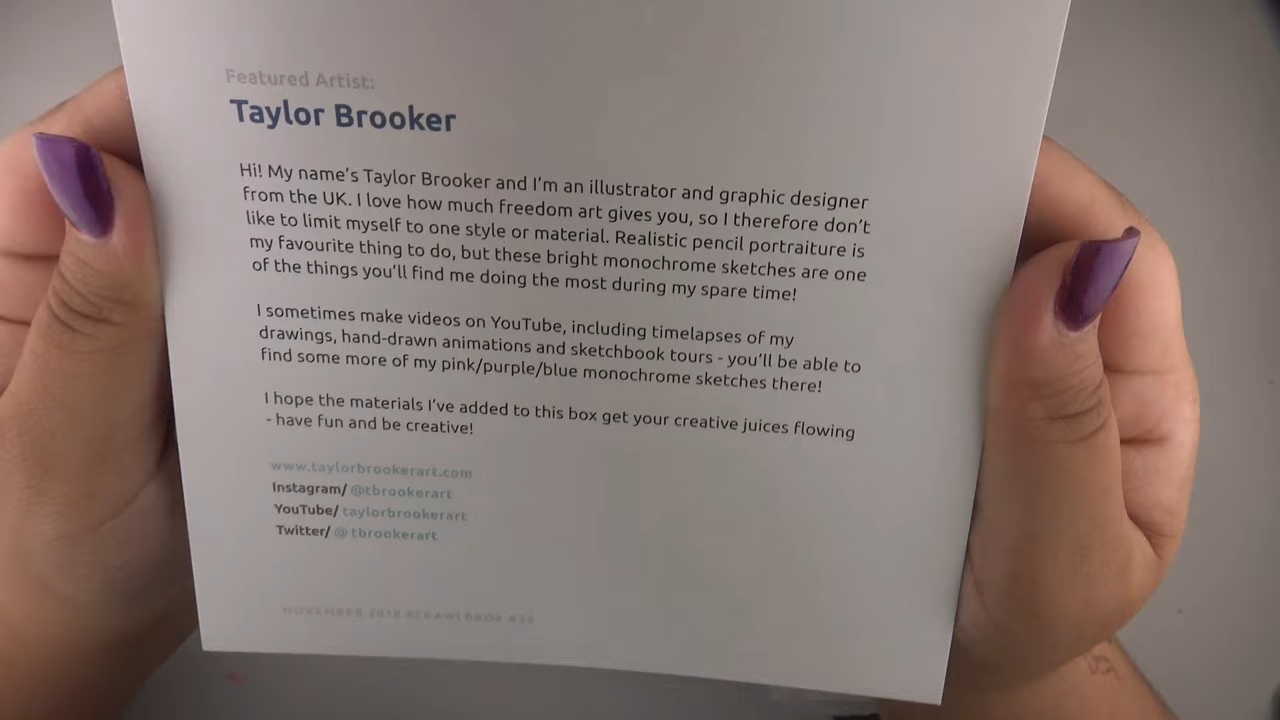 Featured Artist:
Taylor Brooker
Hi! My name's Taylor Brooker and I'm an illustrator and graphic designer
from the UK. I love how much freedom art gives you, so I therefore don't
like to limit myself to one style or material. Realistic pencil portraiture is
my favourite thing to do, but these bright monochrome sketches are one
of the things you'll find me doing the most during my spare time!
I sometimes make videos on YouTube, including timelapses of my
drawings, hand-drawn animations and sketchbook tours - you'll be able to
find some more of my pink/purple/blue monochrome sketches there!
I hope the materials I've added to this box get your creative juices flowing
- have fun and be creative!
www.taylorbrookerart.com
Instagram/ @tbrookerart
YouTube/ taylorbrookerart
Twitter/ @ tbrookerart
NOVEMBER SCRAWLRBOX